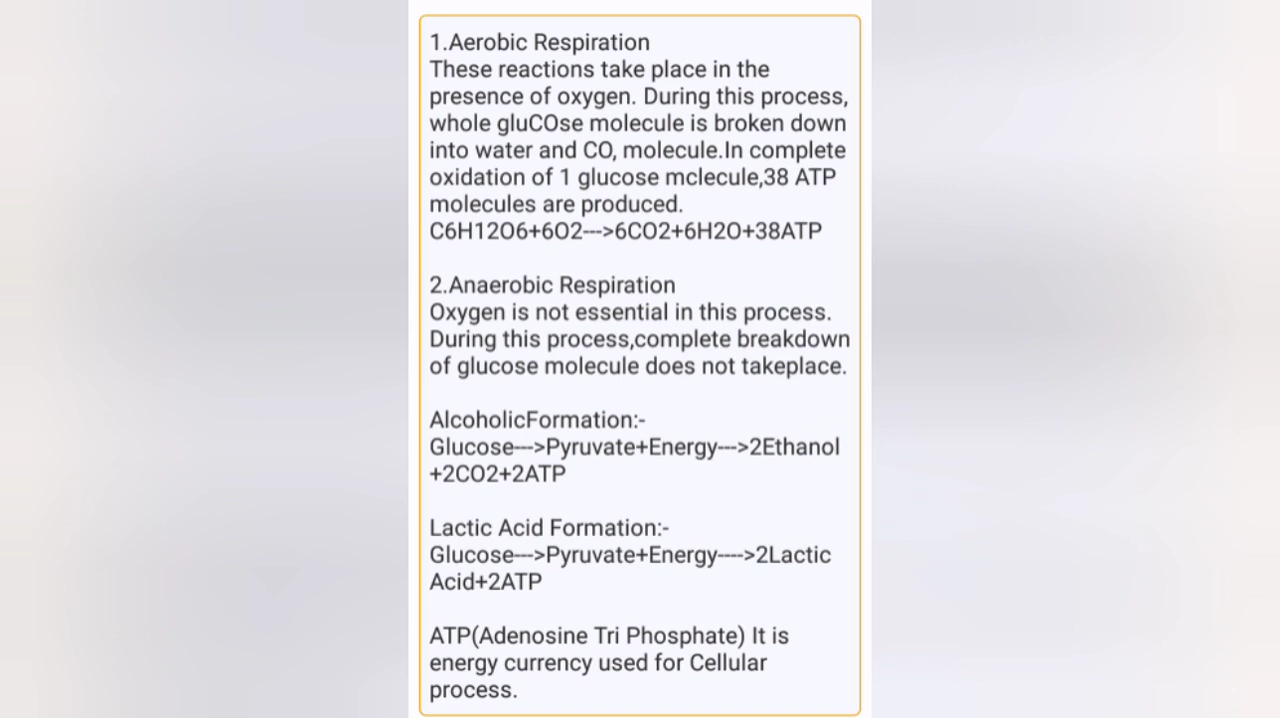 1.Aerobic Respiration
These reactions take place in the
presence of oxygen. During this process,
whole gluCOse molecule is broken down
into water and CO, molecule.In complete
oxidation of 1 glucose mclecule,38 ATP
molecules are produced.
C6H12O6+6O2--->6CO2+6H2O+38ATP
2.Anaerobic Respiration
Oxygen is not essential in this process.
During this process,complete breakdown
of glucose molecule does not takeplace.
AlcoholicFormation:-
Glucose--->Pyruvate+Energy--->2Ethanol
+2CO2+2ATP
Lactic Acid Formation:-
Glucose--->Pyruvate+Energy---->2Lactic
Acid+2ATP
ATP(Adenosine Tri Phosphate) It is
energy currency used for Cellular
process.